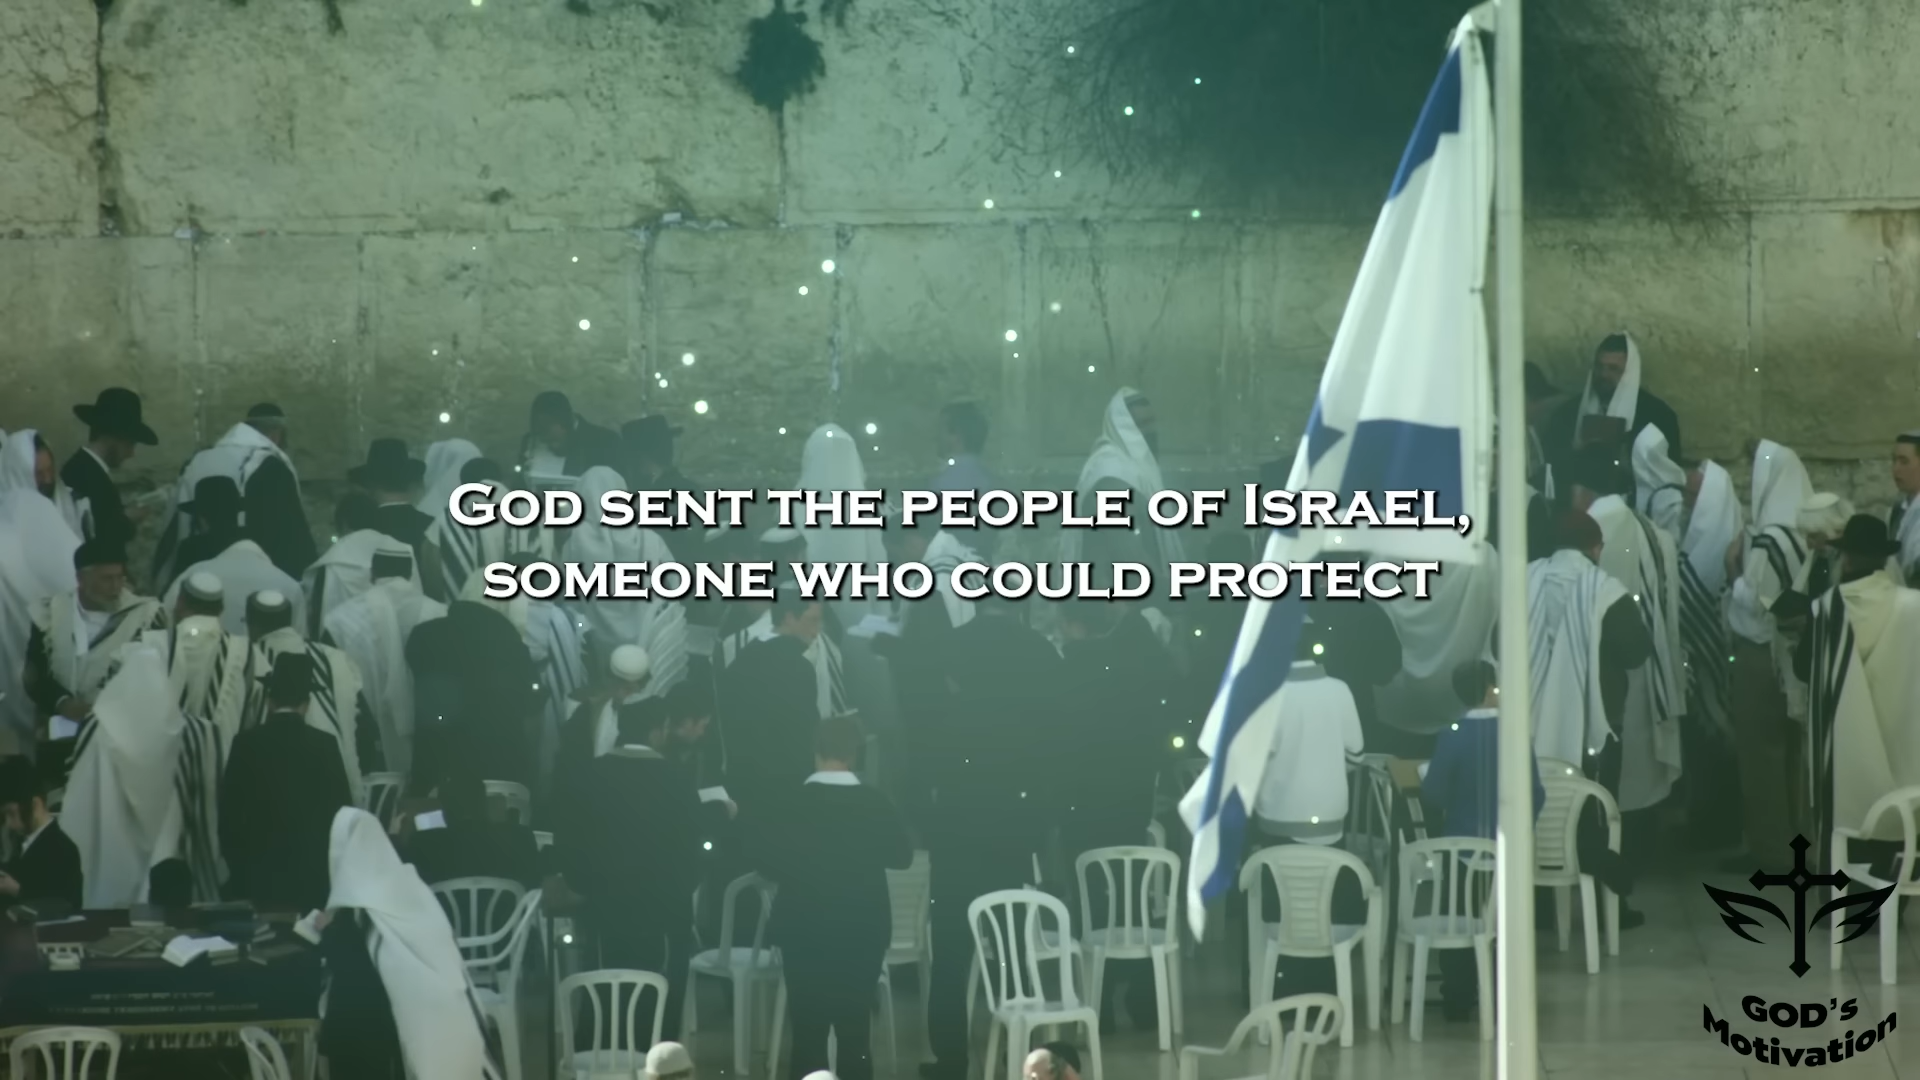 God sent the people of Israel,
someone who could protect
GOD's
Motivation